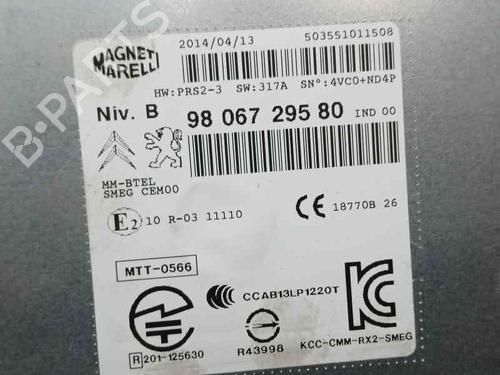 MAGNETI MARELLI
2014/04/13 503551011508
HW:PRS2-3 SW:317A SN°:4VC0+ND4P
Niv. B 98 067 295 80 IND 00
MM-BTEL
SMEG CEM00
E2 10 R-03 11110 CE 18770B 26
MTT-0566
CCAB13LP1220T
R 201-125630 R43998 KCC-CMM-RX2-SMEG
B-PARTS